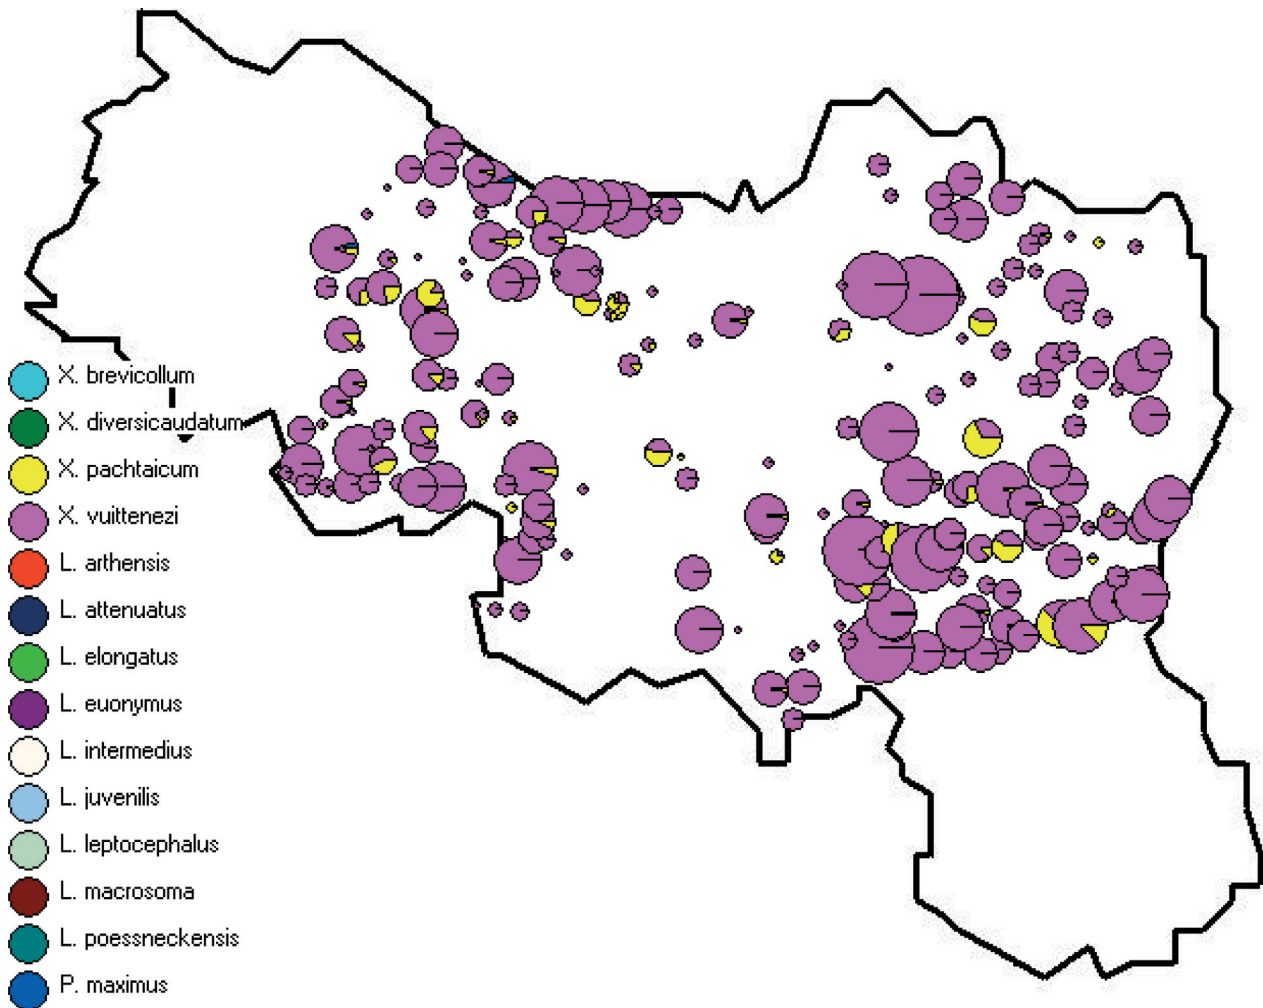 X. brevicollum
X. diversicaudatum
X. pachtaicum
X. vuittenezi
L. arthensis
L. attenuatus
L. elongatus
L. euonymus
L. intermedius
L. juvenilis
L. leptocephalus
L. macrosoma
L. poessneckensis
P. maximus